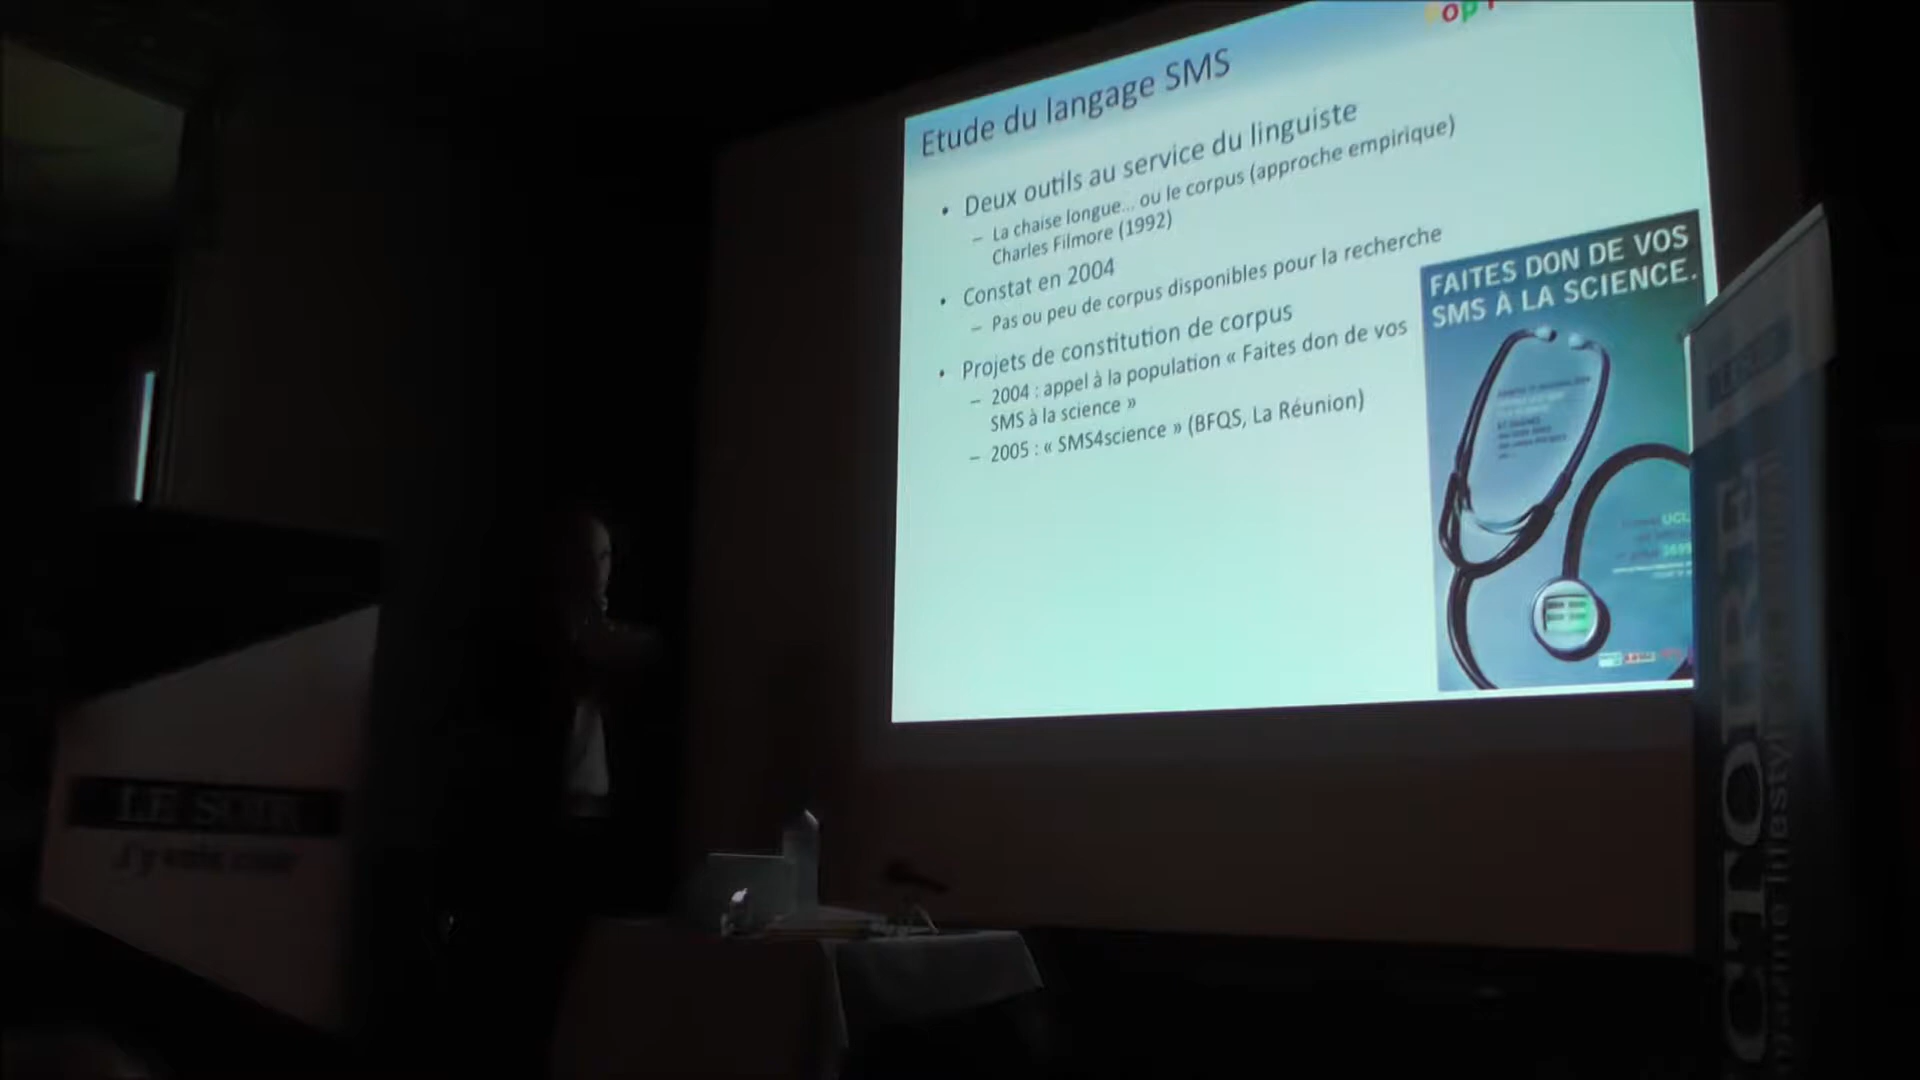 Etude du langage SMS
• Deux outils au service du linguiste
– La chaise longue... ou le corpus (approche empirique)
Charles Filmore (1992)
• Constat en 2004
– Pas ou peu de corpus disponibles pour la recherche
• Projets de constitution de corpus
– 2004 : appel à la population « Faites don de vos
SMS à la science »
– 2005 : « SMS4science » (BFQS, La Réunion)
FAITES DON DE VOS
SMS À LA SCIENCE.
UCL
LE SOIR